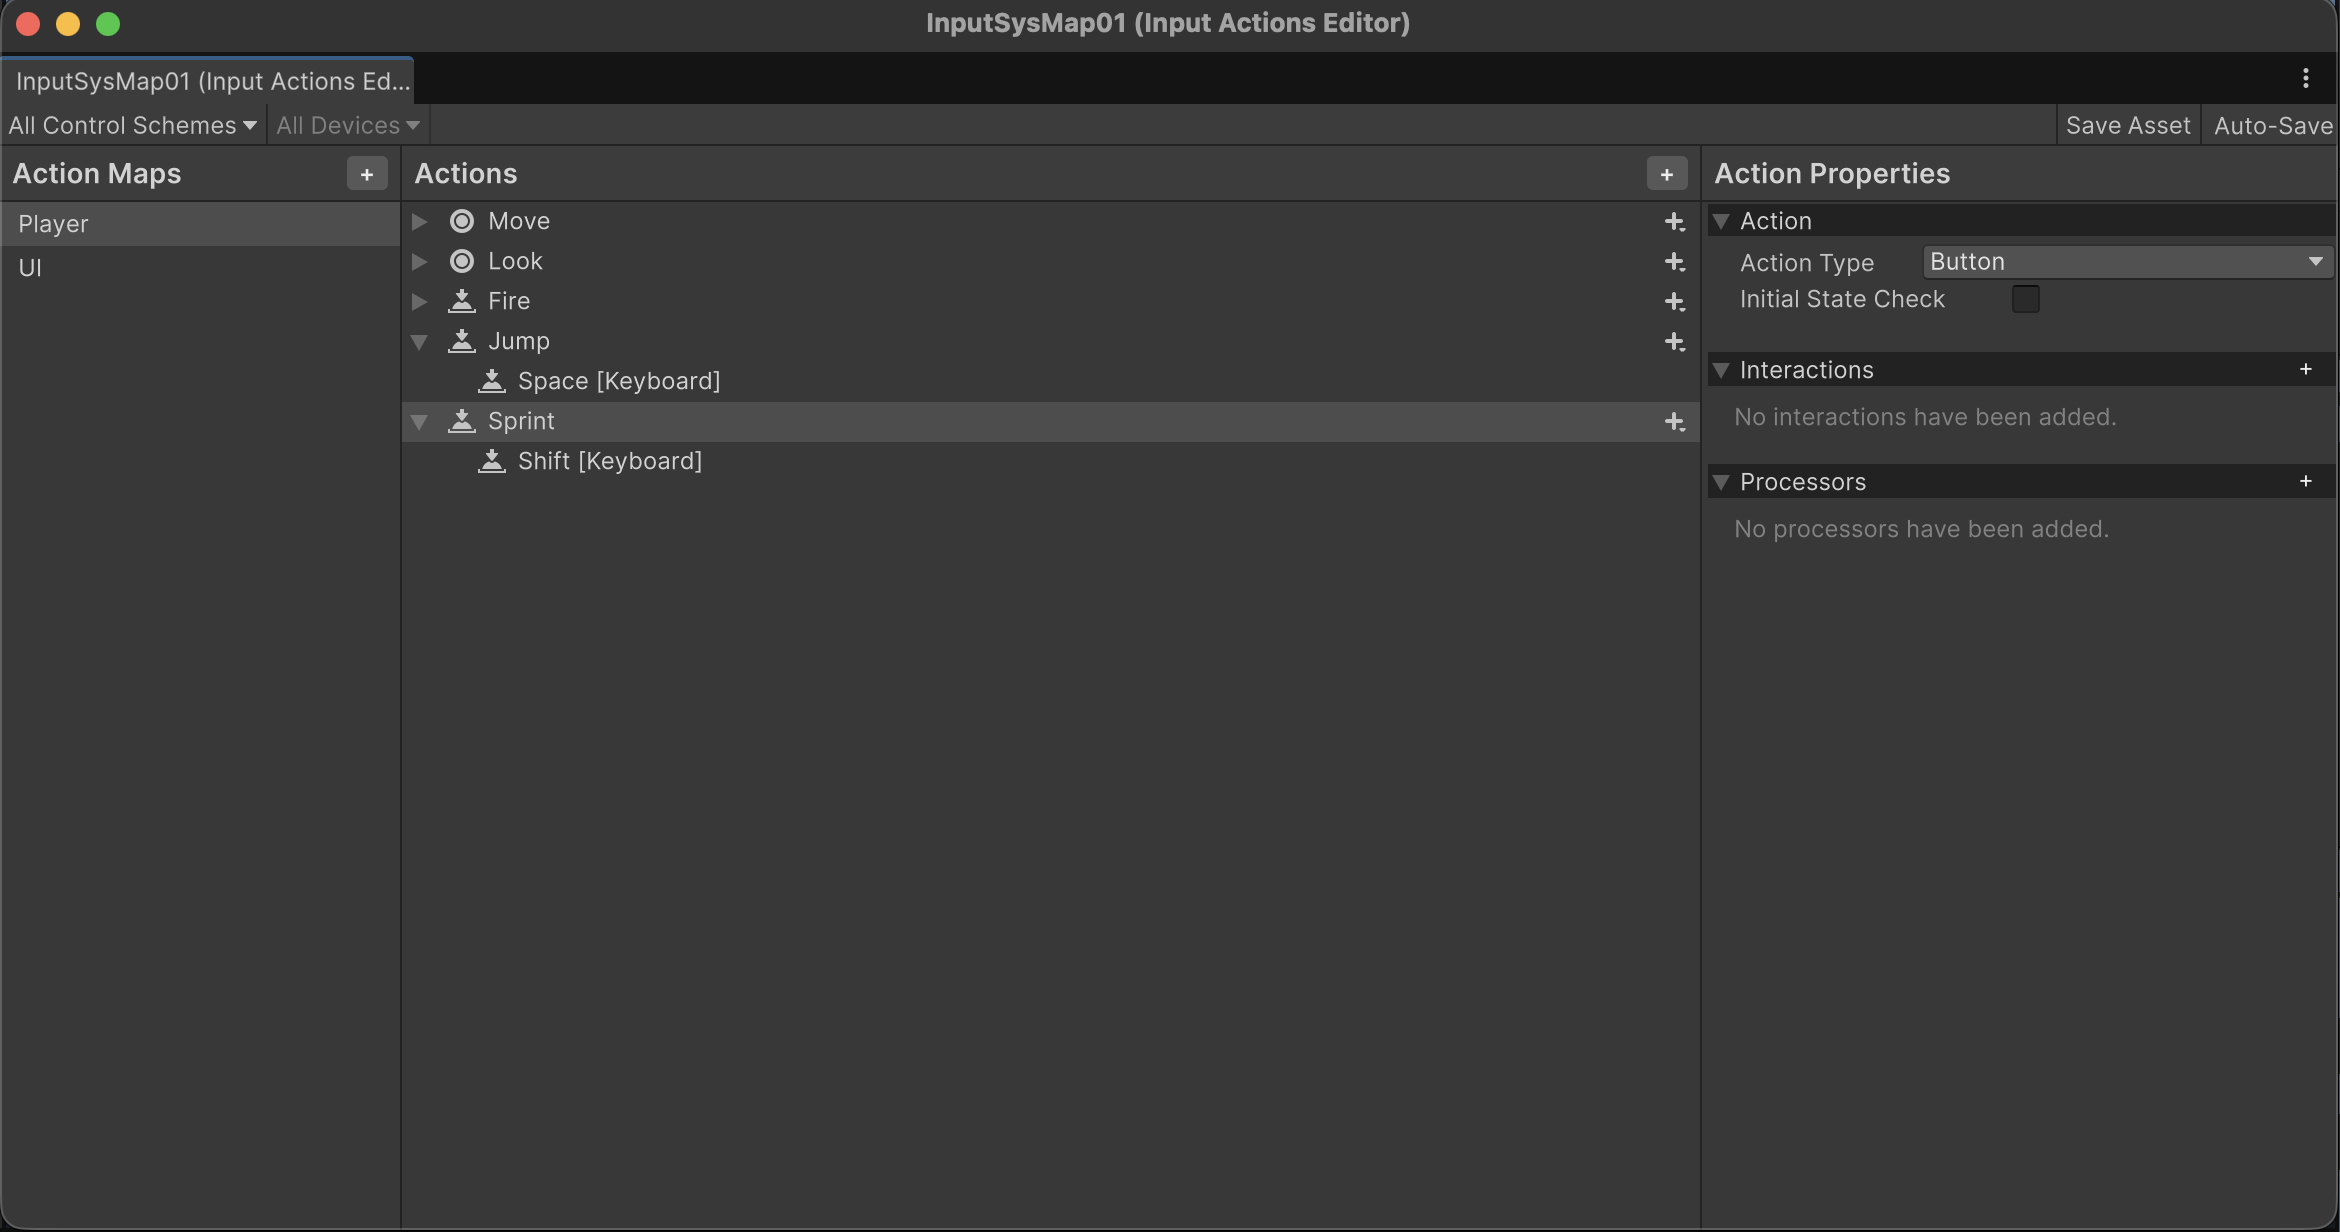 InputSysMap01 (Input Actions Editor)
InputSysMap01 (Input Actions Ed...
All Control Schemes All Devices Save Asset Auto-Save
Action Maps + Actions + Action Properties
Player
UI
Move
Look
Fire
Jump
Space [Keyboard]
Sprint
Shift [Keyboard]
Action
Action Type Button
Initial State Check
Interactions +
No interactions have been added.
Processors +
No processors have been added.